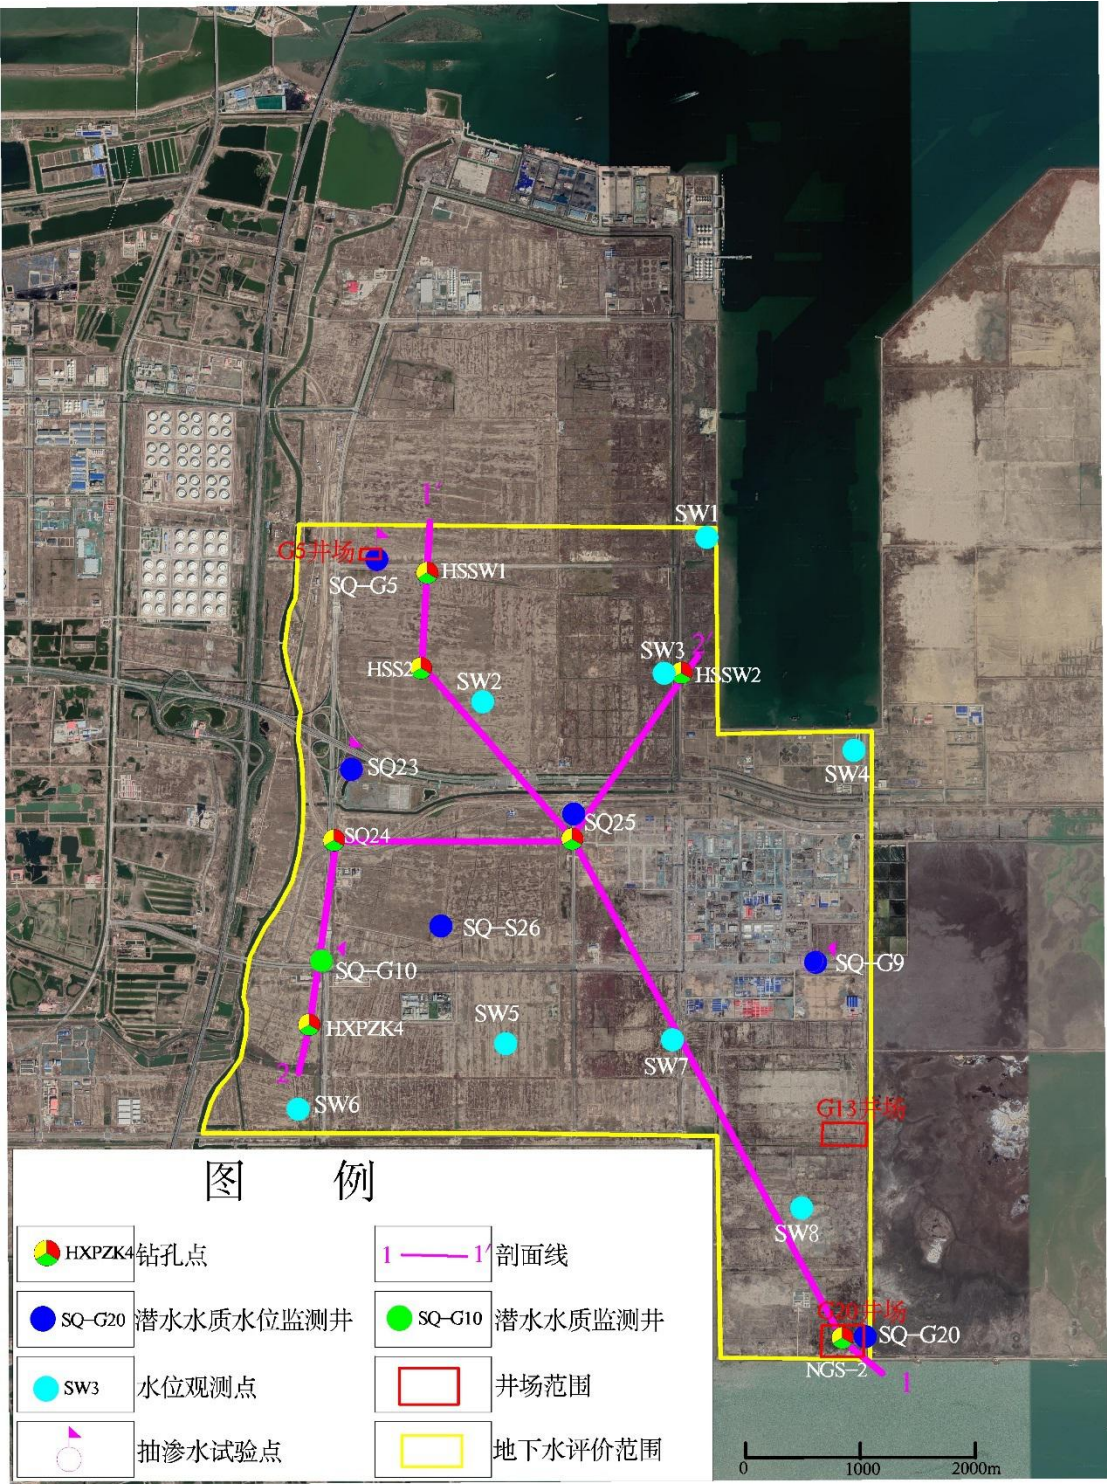 1′
SW1
G5井场
SQ-G5
HSSW1
2′
SW3
HSS2
HSSW2
SW2
SW4
SQ23
SQ25
SQ24
SQ-S26
SQ-G10
SQ-G9
SW5
HXPZK4
SW7
2
SW6
G13井场
SW8
G20井场
SQ-G20
NGS-2
1
图 例
HXPZK4 钻孔点
1 1′ 剖面线
SQ-G20 潜水水质水位监测井
SQ-G10 潜水水质监测井
SW3 水位观测点
井场范围
抽渗水试验点
地下水评价范围
0 1000 2000m